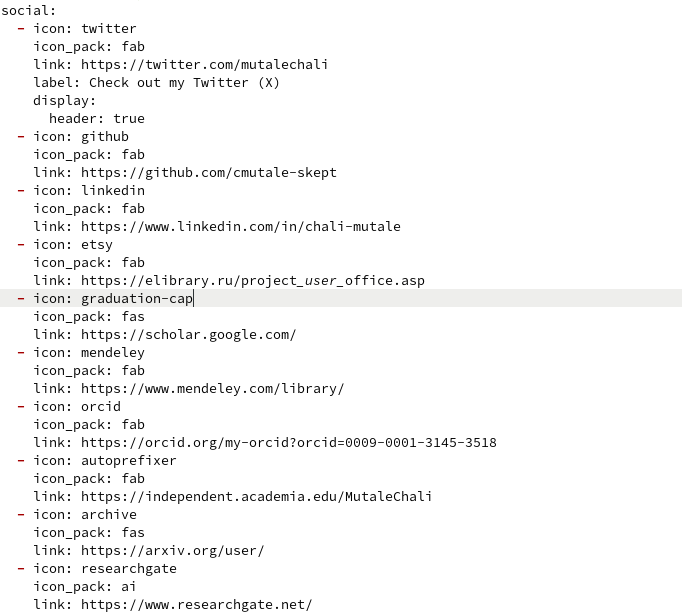 social:
  - icon: twitter
    icon_pack: fab
    link: https://twitter.com/mutalechali
    label: Check out my Twitter (X)
    display:
      header: true
  - icon: github
    icon_pack: fab
    link: https://github.com/cmutale-skept
  - icon: linkedin
    icon_pack: fab
    link: https://www.linkedin.com/in/chali-mutale
  - icon: etsy
    icon_pack: fab
    link: https://elibrary.ru/project_user_office.asp
  - icon: graduation-cap
    icon_pack: fas
    link: https://scholar.google.com/
  - icon: mendeley
    icon_pack: fab
    link: https://www.mendeley.com/library/
  - icon: orcid
    icon_pack: fab
    link: https://orcid.org/my-orcid?orcid=0009-0001-3145-3518
  - icon: autoprefixer
    icon_pack: fab
    link: https://independent.academia.edu/MutaleChali
  - icon: archive
    icon_pack: fas
    link: https://arxiv.org/user/
  - icon: researchgate
    icon_pack: ai
    link: https://www.researchgate.net/